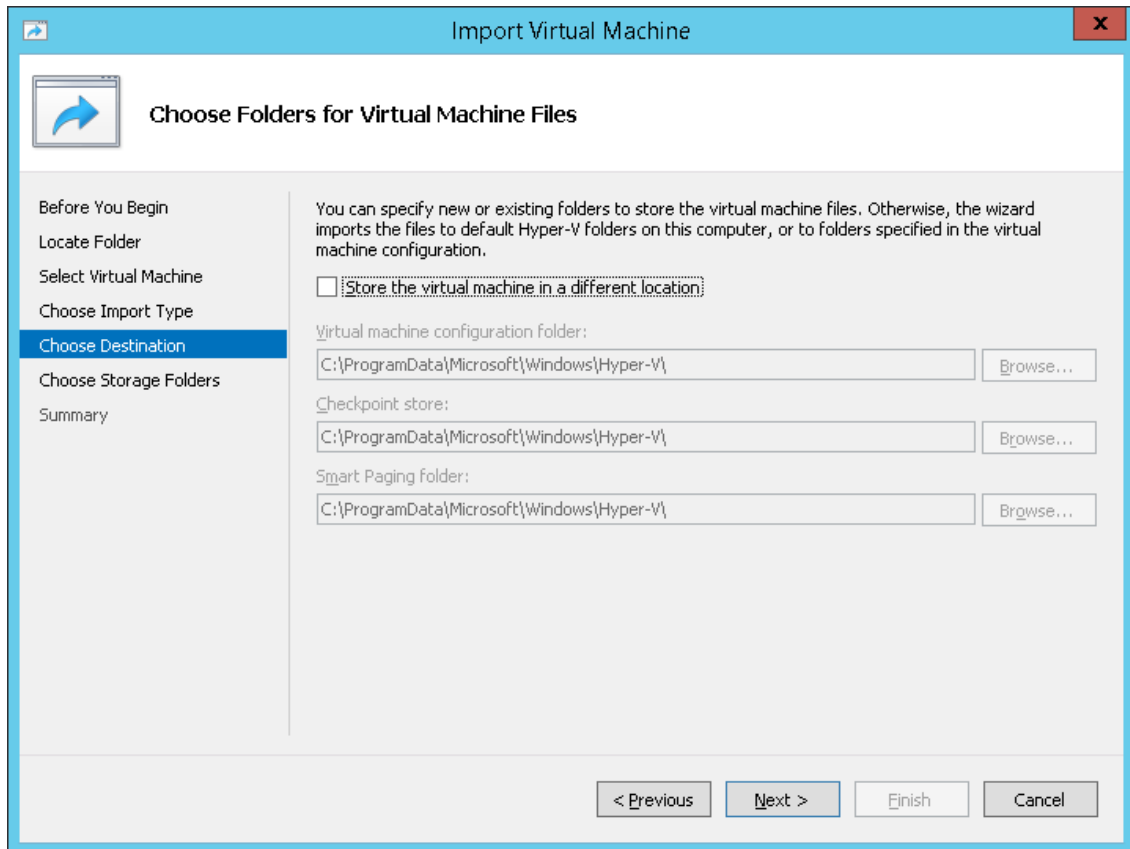 Import Virtual Machine
x
Choose Folders for Virtual Machine Files
Before You Begin
Locate Folder
Select Virtual Machine
Choose Import Type
Choose Destination
Choose Storage Folders
Summary
You can specify new or existing folders to store the virtual machine files. Otherwise, the wizard
imports the files to default Hyper-V folders on this computer, or to folders specified in the virtual
machine configuration.
Store the virtual machine in a different location
Virtual machine configuration folder:
C:\ProgramData\Microsoft\Windows\Hyper-V\
Browse...
Checkpoint store:
C:\ProgramData\Microsoft\Windows\Hyper-V\
Browse...
Smart Paging folder:
C:\ProgramData\Microsoft\Windows\Hyper-V\
Browse...
< Previous
Next >
Finish
Cancel